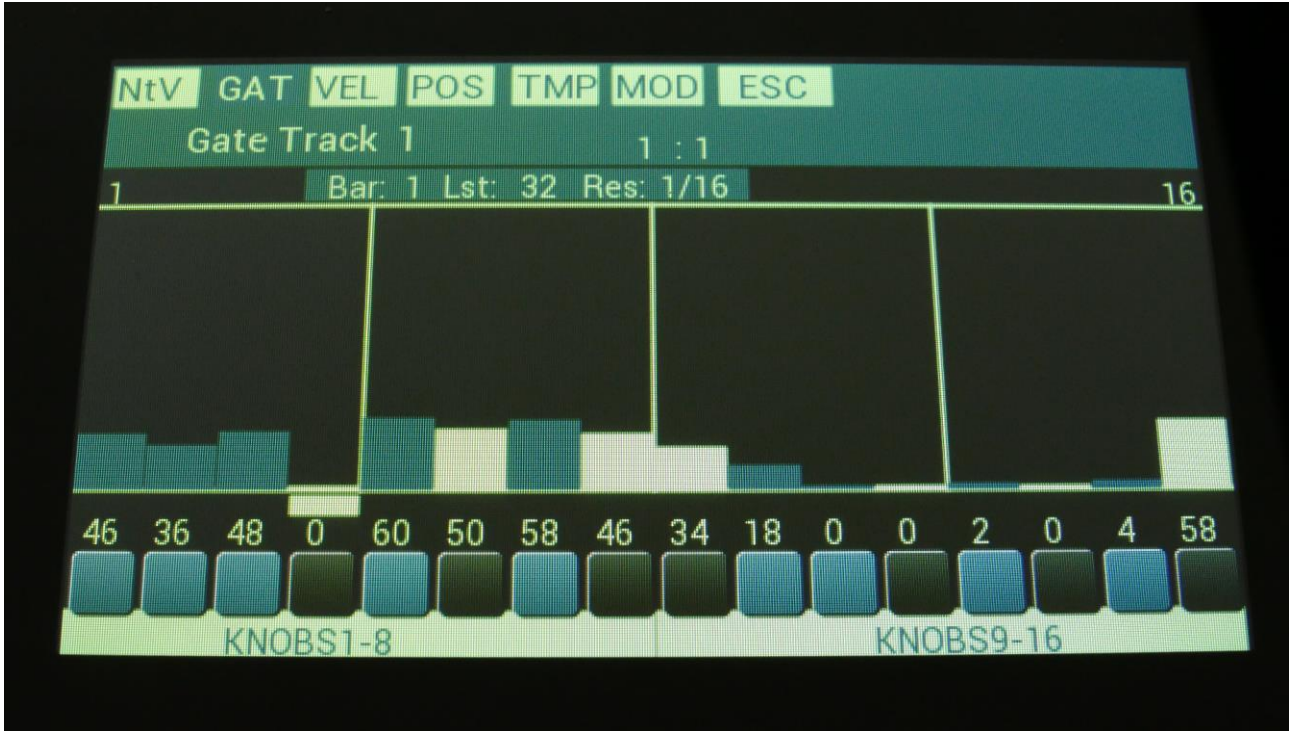 NtV GAT VEL POS TMP MOD ESC
Gate Track 1 1 : 1
1 Bar: 1 Lst: 32 Res: 1/16 16
46 36 48 0 60 50 58 46 34 18 0 0 2 0 4 58
KNOBS1-8 KNOBS9-16